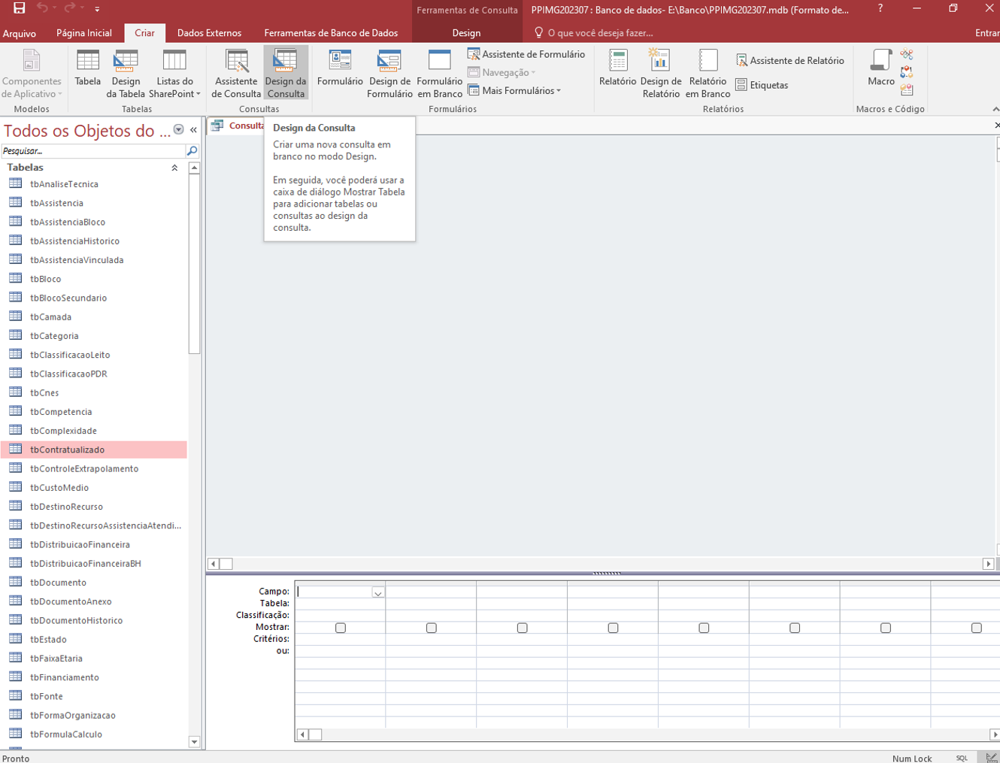 Ferramentas de Consulta
PPIMG202307 : Banco de dados- E:\Banco\PPIMG202307.mdb (Formato de...
?
Arquivo
Página Inicial
Criar
Dados Externos
Ferramentas de Banco de Dados
Design
O que você deseja fazer...
Entrar
Componentes
de Aplicativo
Tabela
Design
da Tabela
Listas do
SharePoint
Assistente
de Consulta
Design da
Consulta
Formulário
Design de
Formulário
Formulário
em Branco
Assistente de Formulário
Navegação
Mais Formulários
Relatório
Design de
Relatório
Relatório
em Branco
Assistente de Relatório
Etiquetas
Macro
Modelos
Tabelas
Consultas
Formulários
Relatórios
Macros e Código
Todos os Objetos do ...
Pesquisar...
Tabelas
tbAnaliseTecnica
tbAssistencia
tbAssistenciaBloco
tbAssistenciaHistorico
tbAssistenciaVinculada
tbBloco
tbBlocoSecundario
tbCamada
tbCategoria
tbClassificacaoLeito
tbClassificacaoPDR
tbCnes
tbCompetencia
tbComplexidade
tbContratualizado
tbControleExtrapolamento
tbCustoMedio
tbDestinoRecurso
tbDestinoRecursoAssistenciaAtendi...
tbDistribuicaoFinanceira
tbDistribuicaoFinanceiraBH
tbDocumento
tbDocumentoAnexo
tbDocumentoHistorico
tbEstado
tbFaixaEtaria
tbFinanciamento
tbFonte
tbFormaOrganizacao
tbFormulaCalculo
Consulta
Design da Consulta
Criar uma nova consulta em
branco no modo Design.
Em seguida, você poderá usar a
caixa de diálogo Mostrar Tabela
para adicionar tabelas ou
consultas ao design da
consulta.
Campo:
Tabela:
Classificação:
Mostrar:
Critérios:
ou:
Pronto
Num Lock
SQL